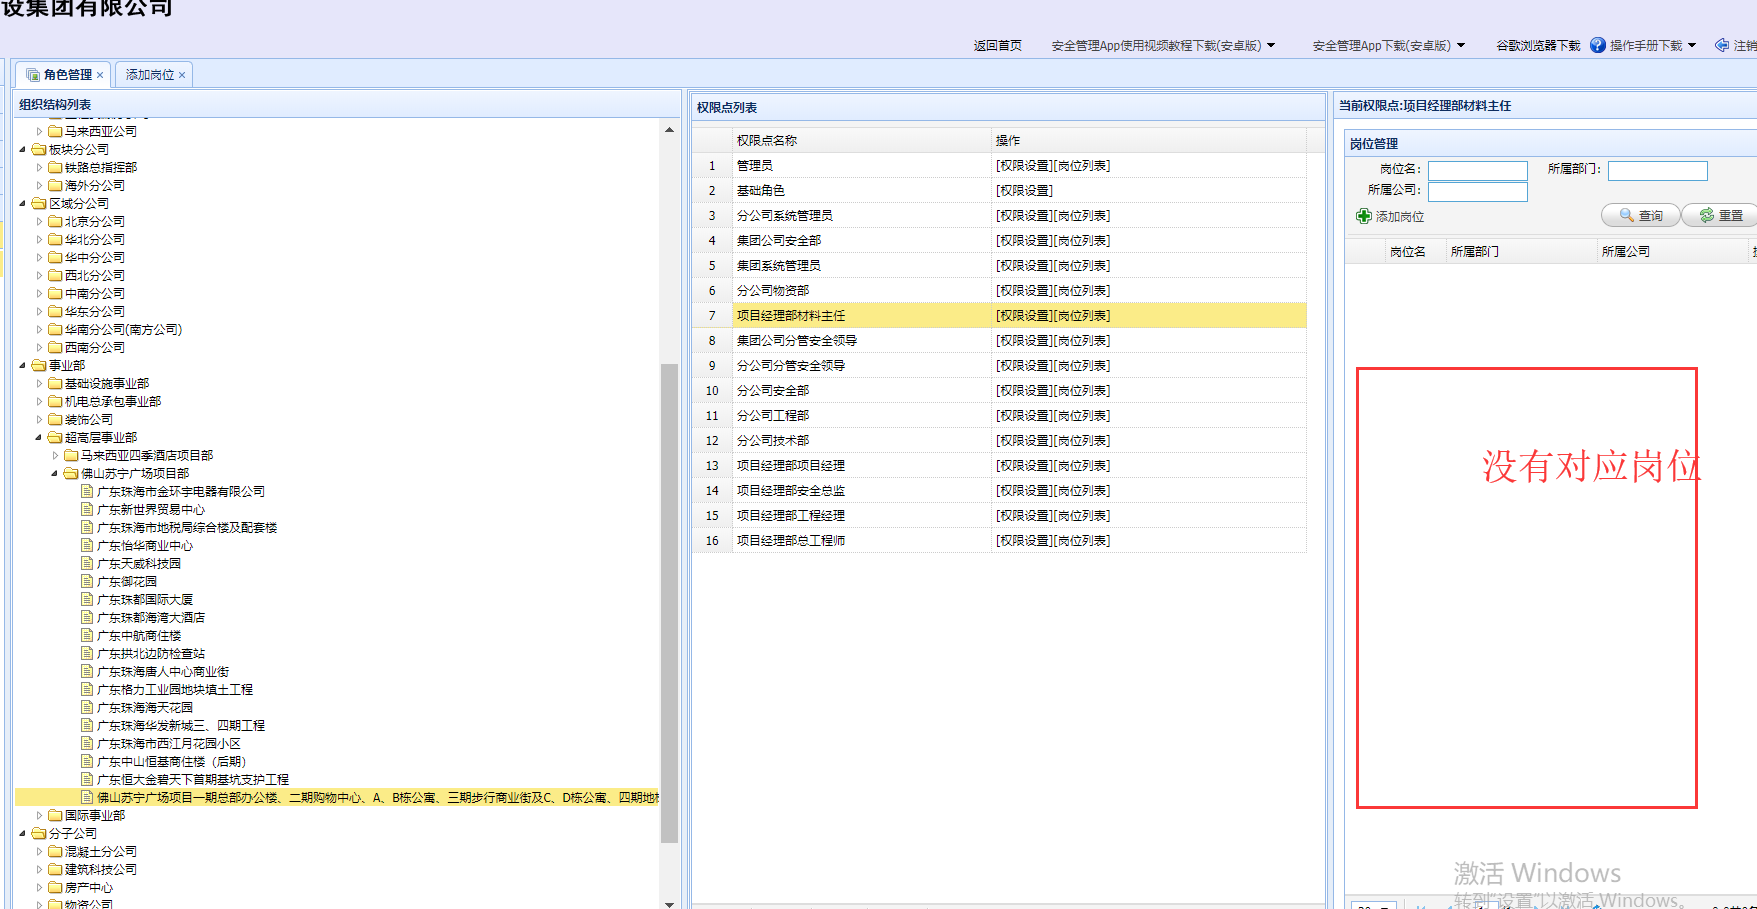 设集团有限公司
返回首页 安全管理App使用视频教程下载(安卓版) 安全管理App下载(安卓版) 谷歌浏览器下载 操作手册下载 注销
角色管理 × 添加岗位 ×
组织结构列表
马来西亚公司
板块分公司
铁路总指挥部
海外分公司
区域分公司
北京分公司
华北分公司
华中分公司
西北分公司
中南分公司
华东分公司
华南分公司(南方公司)
西南分公司
事业部
基础设施事业部
机电总承包事业部
装饰公司
超高层事业部
马来西亚四季酒店项目部
佛山苏宁广场项目部
广东珠海市金环宇电器有限公司
广东新世界贸易中心
广东珠海市地税局综合楼及配套楼
广东怡华商业中心
广东天威科技园
广东御花园
广东珠都国际大厦
广东珠都海湾大酒店
广东中航商住楼
广东拱北边防检查站
广东珠海唐人中心商业街
广东格力工业园地块填土工程
广东珠海海天花园
广东珠海华发新城三、四期工程
广东珠海市西江月花园小区
广东中山恒基商住楼（后期）
广东恒大金碧天下首期基坑支护工程
佛山苏宁广场项目一期总部办公楼、二期购物中心、A、B栋公寓、三期步行商业街及C、D栋公寓、四期地标
国际事业部
分子公司
混凝土分公司
建筑科技公司
房产中心
物资公司
权限点列表
权限点名称 操作
1 管理员 [权限设置][岗位列表]
2 基础角色 [权限设置]
3 分公司系统管理员 [权限设置][岗位列表]
4 集团公司安全部 [权限设置][岗位列表]
5 集团系统管理员 [权限设置][岗位列表]
6 分公司物资部 [权限设置][岗位列表]
7 项目经理部材料主任 [权限设置][岗位列表]
8 集团公司分管安全领导 [权限设置][岗位列表]
9 分公司分管安全领导 [权限设置][岗位列表]
10 分公司安全部 [权限设置][岗位列表]
11 分公司工程部 [权限设置][岗位列表]
12 分公司技术部 [权限设置][岗位列表]
13 项目经理部项目经理 [权限设置][岗位列表]
14 项目经理部安全总监 [权限设置][岗位列表]
15 项目经理部工程经理 [权限设置][岗位列表]
16 项目经理部总工程师 [权限设置][岗位列表]
当前权限点:项目经理部材料主任
岗位管理
岗位名: 所属部门:
所属公司:
添加岗位 查询 重置
岗位名 所属部门 所属公司
没有对应岗位
激活 Windows
转到"设置"以激活 Windows。